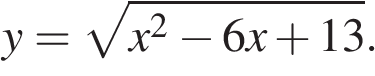 y = √(x² − 6x + 13).